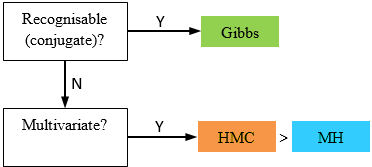 Recognisable
(conjugate)?
Y
Gibbs
N
Multivariate?
Y
HMC > MH